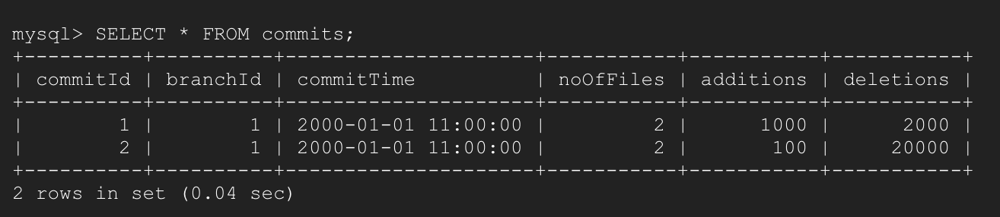 mysql> SELECT * FROM commits;
+----------+----------+---------------------+-----------+-----------+-----------+
| commitId | branchId | commitTime          | noOfFiles | additions | deletions |
+----------+----------+---------------------+-----------+-----------+-----------+
|        1 |        1 | 2000-01-01 11:00:00 |         2 |      1000 |      2000 |
|        2 |        1 | 2000-01-01 11:00:00 |         2 |       100 |     20000 |
+----------+----------+---------------------+-----------+-----------+-----------+
2 rows in set (0.04 sec)